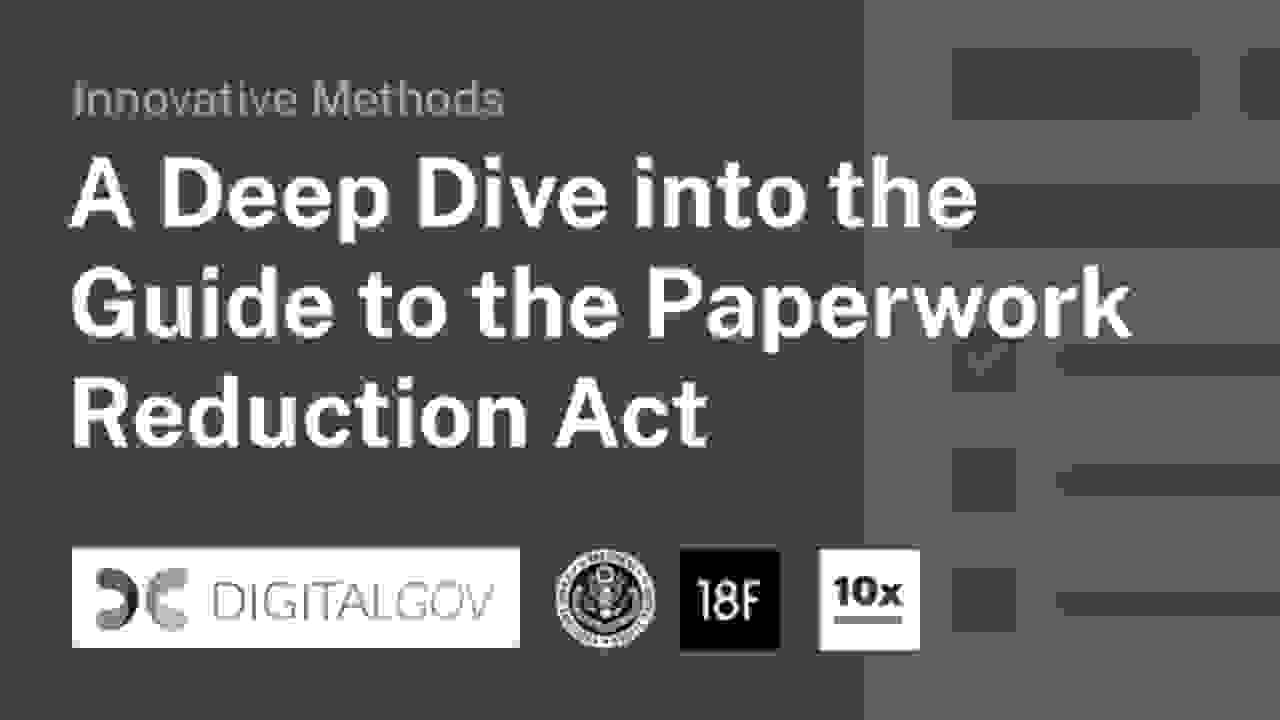 Innovative Methods
A Deep Dive into the
Guide to the Paperwork
Reduction Act
DIGITALGOV
18F
10x